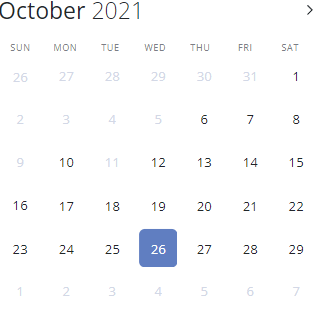 October 2021
SUN MON TUE WED THU FRI SAT
26 27 28 29 30 31 1
2 3 4 5 6 7 8
9 10 11 12 13 14 15
16 17 18 19 20 21 22
23 24 25 26 27 28 29
1 2 3 4 5 6 7